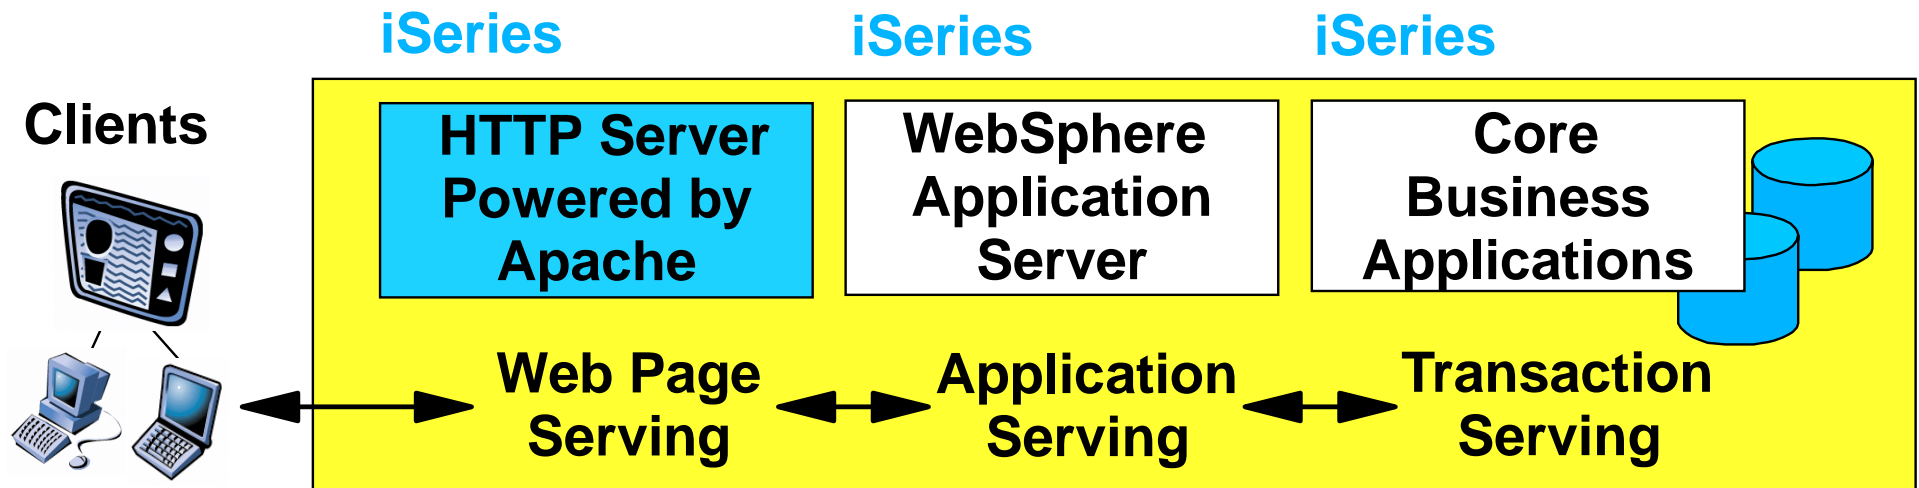 iSeries
iSeries
iSeries
Clients
HTTP Server
Powered by
Apache
WebSphere
Application
Server
Core
Business
Applications
Web Page
Serving
Application
Serving
Transaction
Serving